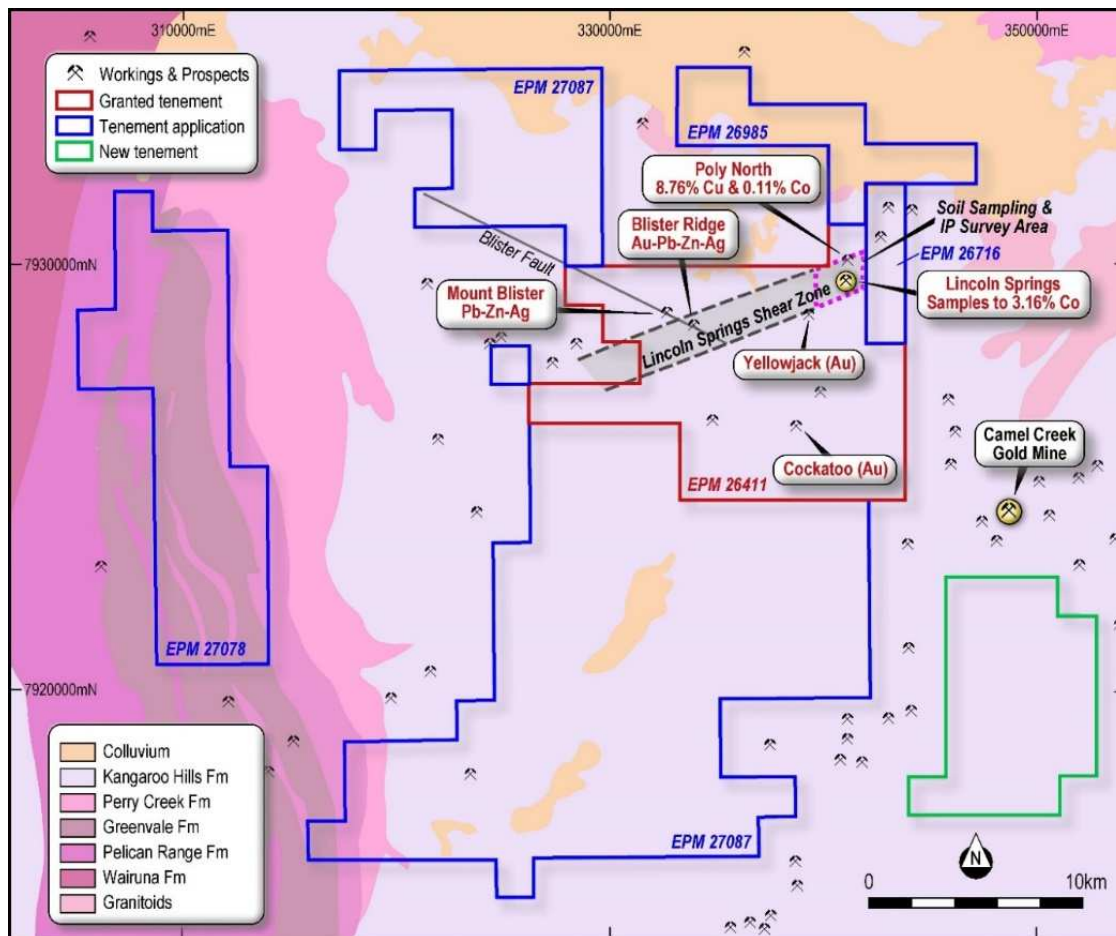 310000mE
330000mE
350000mE
Workings & Prospects
Granted tenement
Tenement application
New tenement
EPM 27087
EPM 26985
Poly North
8.76% Cu & 0.11% Co
Soil Sampling &
IP Survey Area
Blister Ridge
Au-Pb-Zn-Ag
Blister Fault
EPM 26716
7930000mN
Mount Blister
Pb-Zn-Ag
Lincoln Springs Shear Zone
Lincoln Springs
Samples to 3.16% Co
Yellowjack (Au)
Camel Creek
Gold Mine
Cockatoo (Au)
EPM 26411
EPM 27078
7920000mN
Colluvium
Kangaroo Hills Fm
Perry Creek Fm
Greenvale Fm
Pelican Range Fm
Wairuna Fm
Granitoids
EPM 27087
N
0
10km